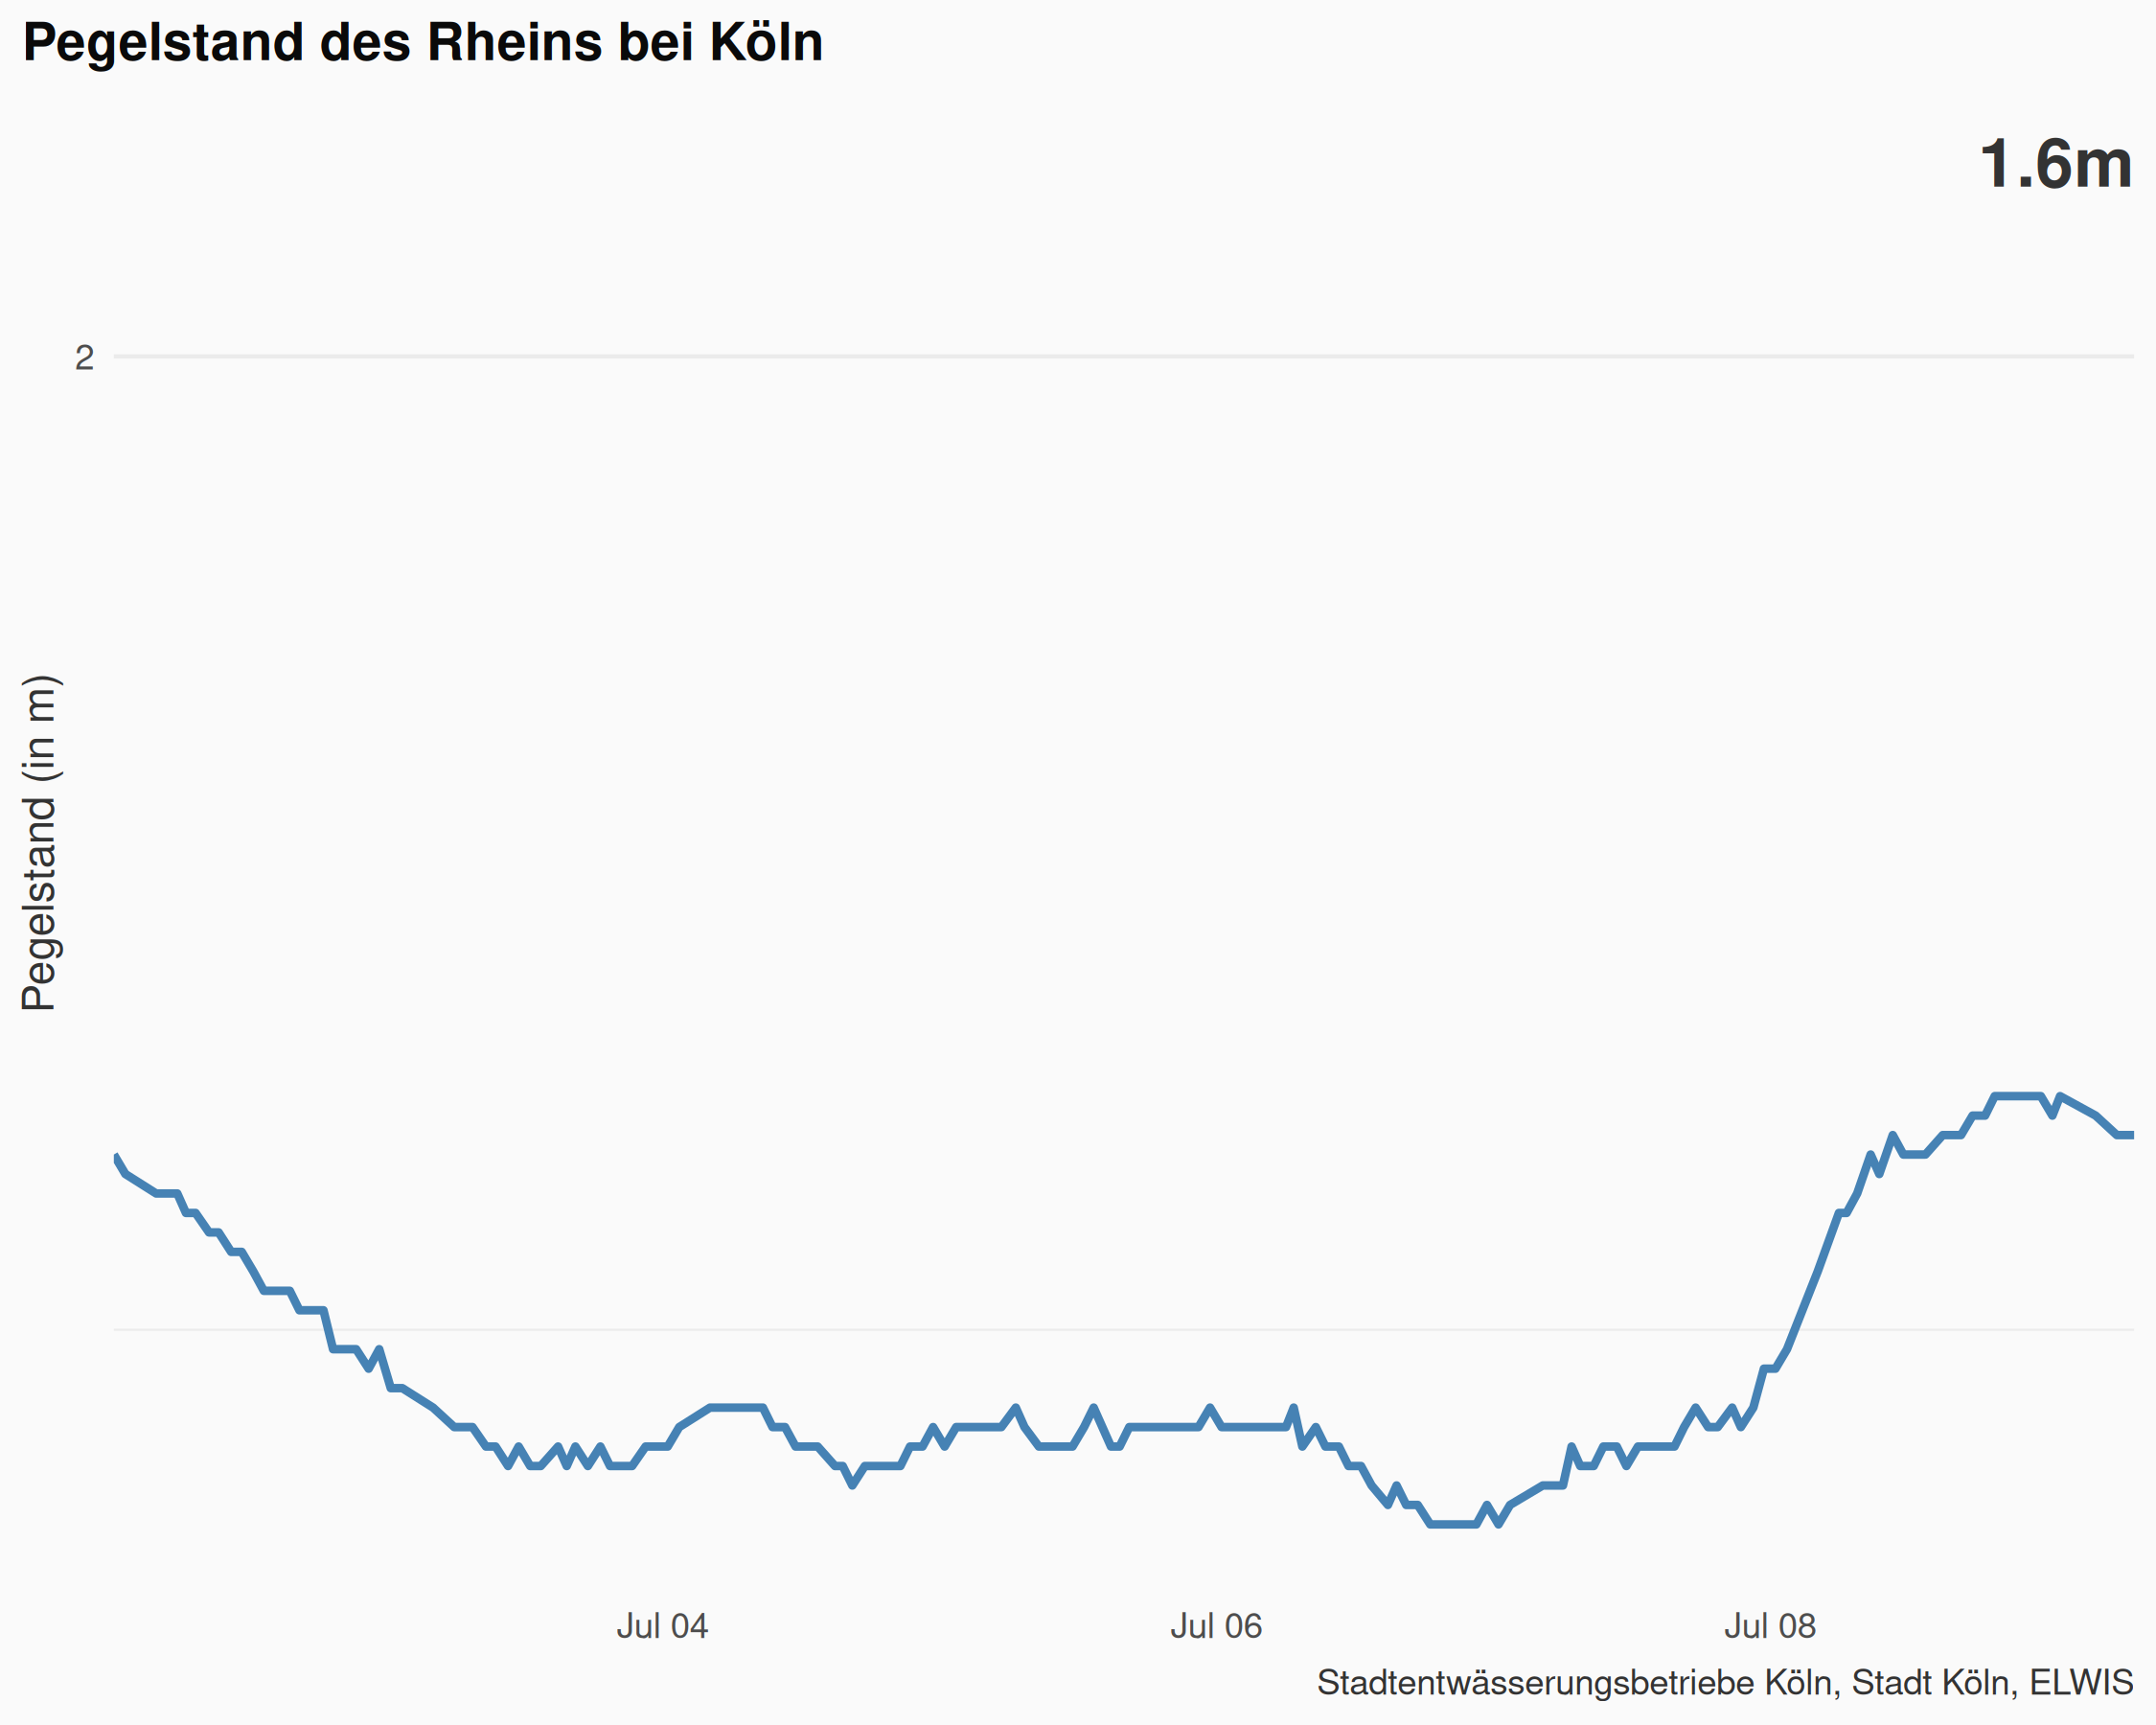 Pegelstand des Rheins bei Köln
1.6m
2
Pegelstand (in m)
Jul 04
Jul 06
Jul 08
Stadtentwässerungsbetriebe Köln, Stadt Köln, ELWIS